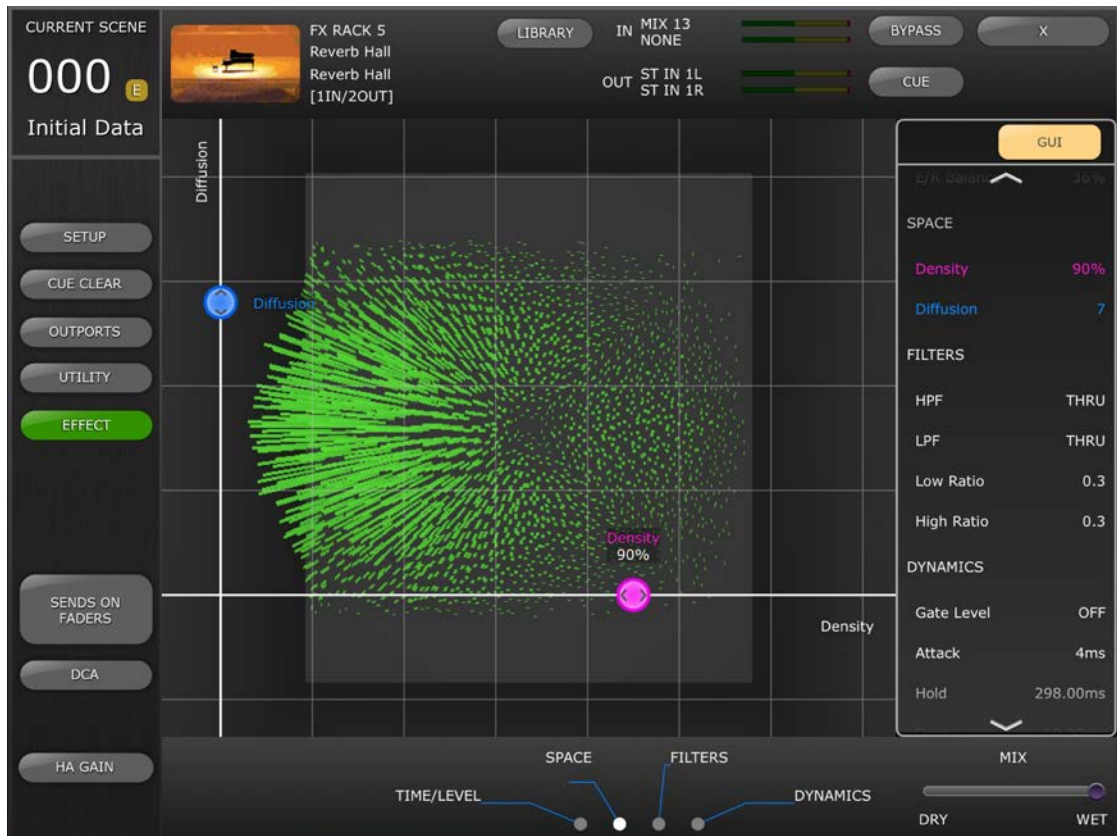 CURRENT SCENE
000 E
Initial Data
SETUP
CUE CLEAR
OUTPORTS
UTILITY
EFFECT
SENDS ON
FADERS
DCA
HA GAIN
FX RACK 5
Reverb Hall
Reverb Hall
[1IN/2OUT]
LIBRARY
IN MIX 13
NONE
OUT ST IN 1L
ST IN 1R
BYPASS
X
CUE
Diffusion
Diffusion
Density
90%
Density
GUI
E/R Balance 36%
SPACE
Density 90%
Diffusion 7
FILTERS
HPF THRU
LPF THRU
Low Ratio 0.3
High Ratio 0.3
DYNAMICS
Gate Level OFF
Attack 4ms
Hold 298.00ms
SPACE FILTERS
TIME/LEVEL DYNAMICS
MIX
DRY WET